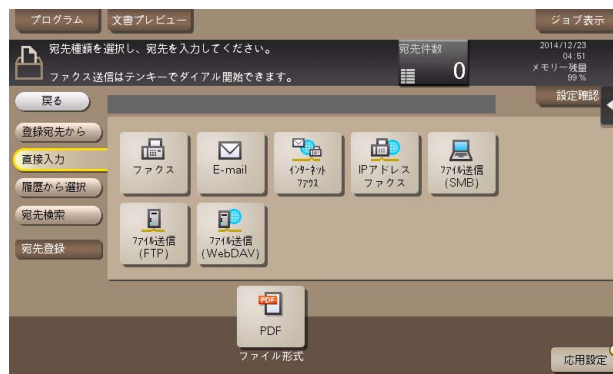 プログラム
文書プレビュー
ジョブ表示
宛先種類を選択し、宛先を入力してください。
ファクス送信はテンキーでダイアル開始できます。
宛先件数
0
2014/12/23
04:51
メモリー残量
99 %
戻る
設定確認
登録宛先から
直接入力
履歴から選択
宛先検索
宛先登録
ファクス
E-mail
インターネット
ファクス
IPアドレス
ファクス
ファイル送信
(SMB)
ファイル送信
(FTP)
ファイル送信
(WebDAV)
PDF
PDF
ファイル形式
応用設定